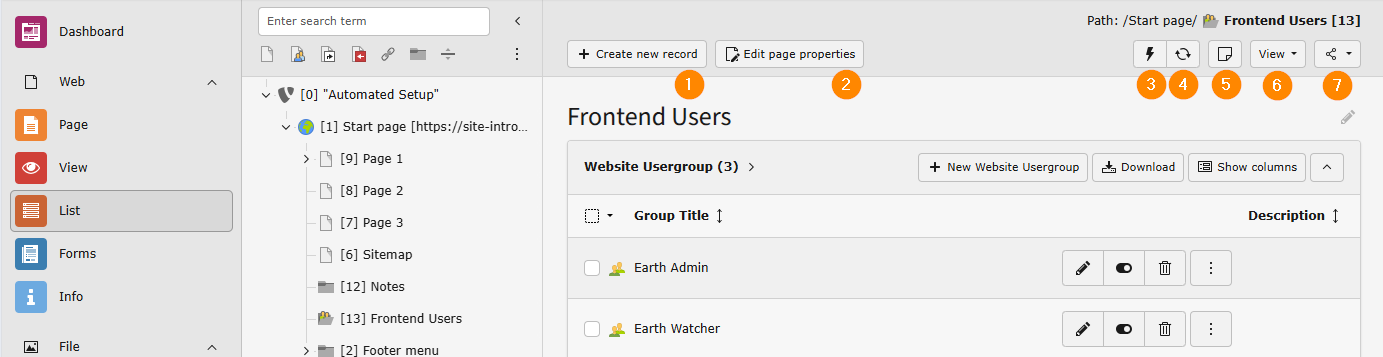 Dashboard
Web
Page
View
List
Forms
Info
File
Enter search term
[0] "Automated Setup"
[1] Start page [https://site-intro...
[9] Page 1
[8] Page 2
[7] Page 3
[6] Sitemap
[12] Notes
[13] Frontend Users
[2] Footer menu
Path: /Start page/ Frontend Users [13]
Create new record
Edit page properties
View
1
2
3
4
5
6
7
Frontend Users
Website Usergroup (3)
New Website Usergroup
Download
Show columns
Group Title
Description
Earth Admin
Earth Watcher